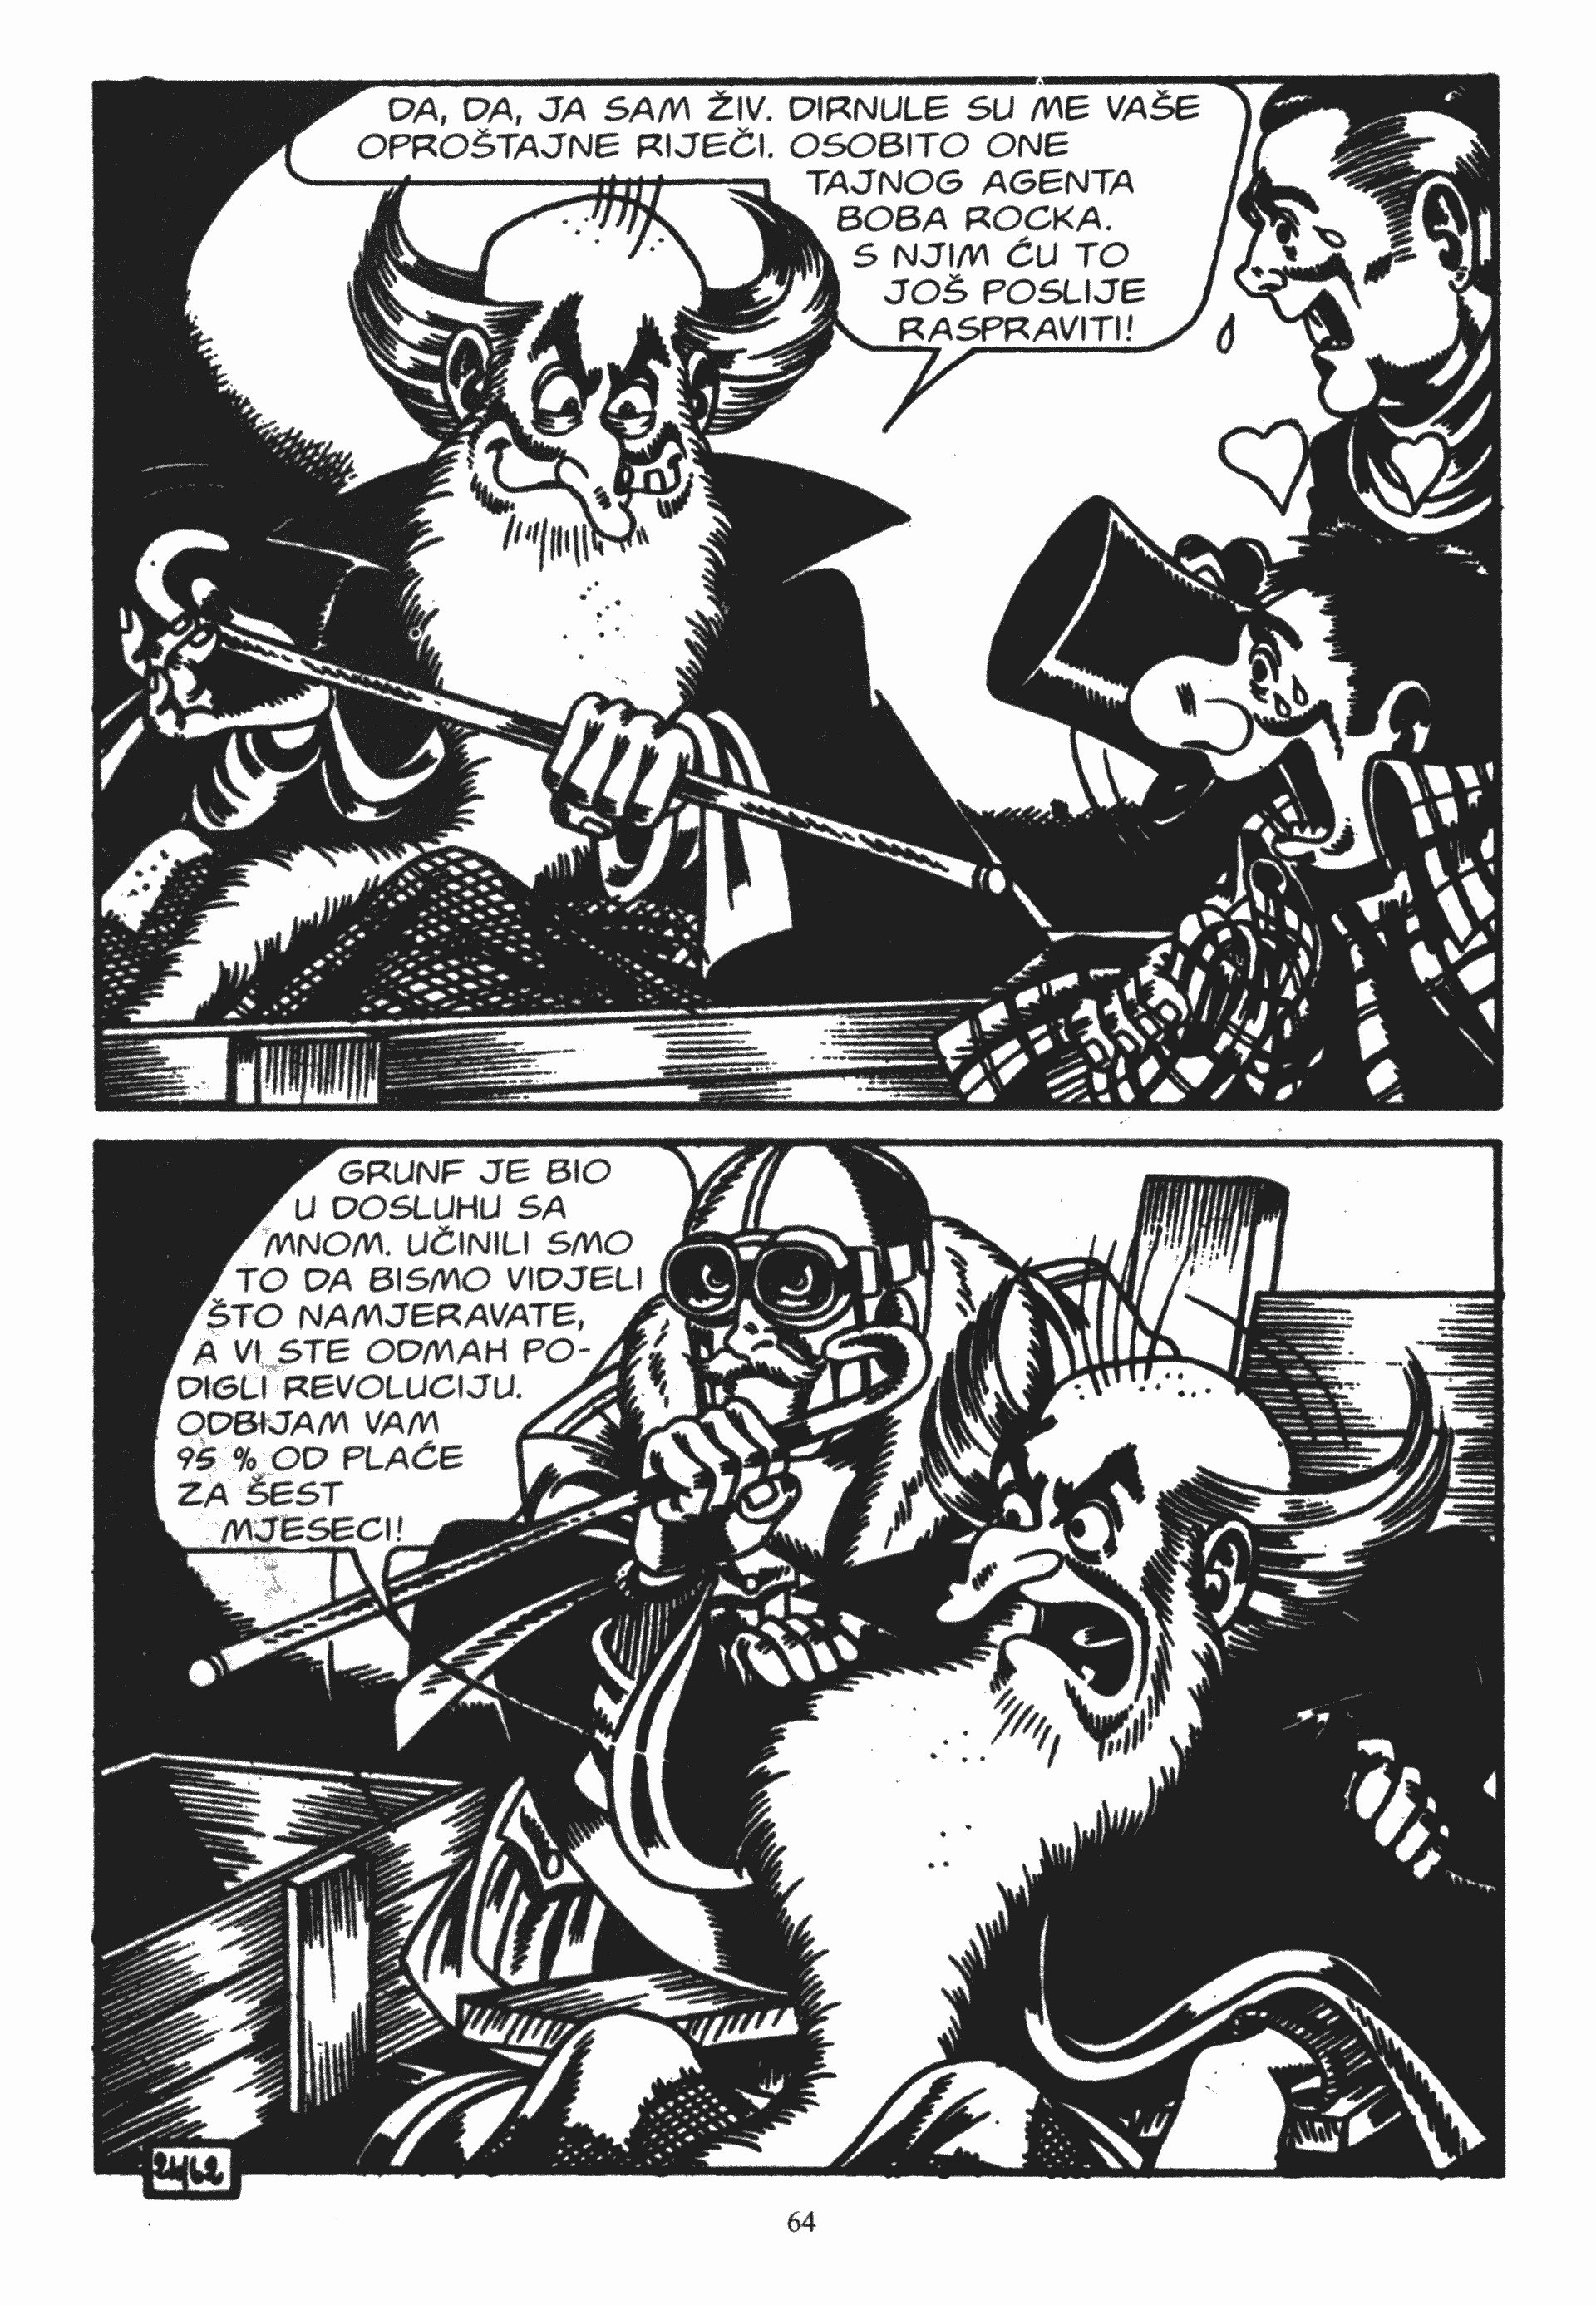 DA, DA, JA SAM ŽIV. DIRNULE SU ME VAŠE
OPROŠTAJNE RIJEČI. OSOBITO ONE
TAJNOG AGENTA
BOBA ROCKA.
S NJIM ĆU TO
JOŠ POSLIJE
RASPRAVITI!
GRUNF JE BIO
U DOSLUHU SA
MNOM. UČINILI SMO
TO DA BISMO VIDJELI
ŠTO NAMJERAVATE,
A VI STE ODMAH PO-
DIGLI REVOLUCIJU.
ODBIJAM VAM
95 % OD PLAĆE
ZA ŠEST
MJESECI!
21/62
64